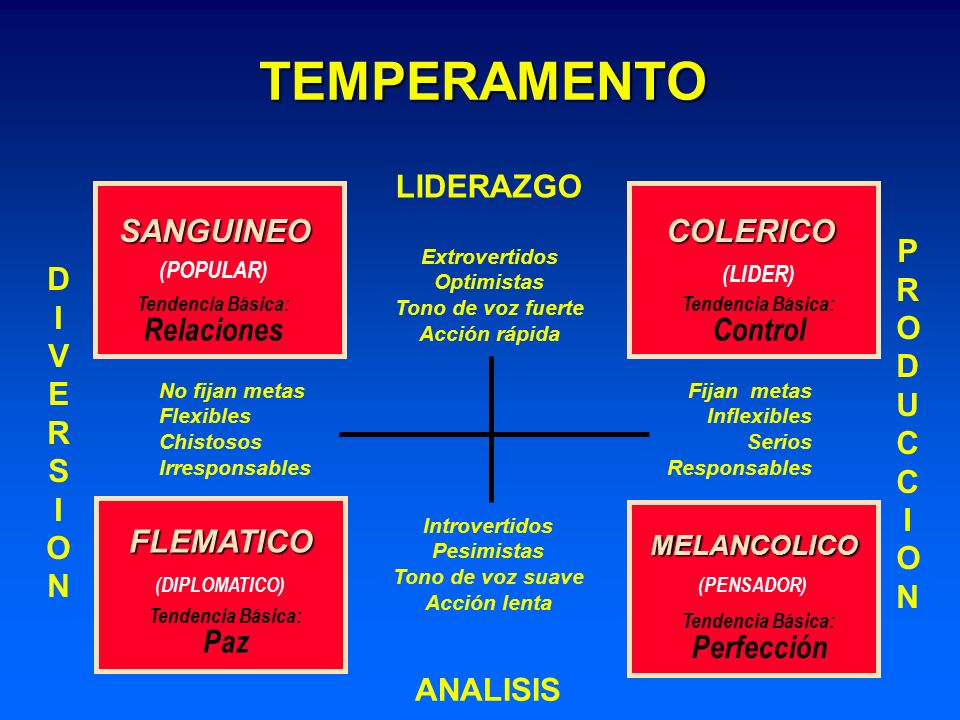 TEMPERAMENTO
LIDERAZGO
SANGUINEO
(POPULAR)
Tendencia Básica:
Relaciones
Extrovertidos
Optimistas
Tono de voz fuerte
Acción rápida
COLERICO
(LIDER)
Tendencia Básica:
Control
DIVERSION
No fijan metas
Flexibles
Chistosos
Irresponsables
Fijan metas
Inflexibles
Serios
Responsables
PRODUCCION
FLEMATICO
(DIPLOMATICO)
Tendencia Básica:
Paz
Introvertidos
Pesimistas
Tono de voz suave
Acción lenta
MELANCOLICO
(PENSADOR)
Tendencia Básica:
Perfección
ANALISIS